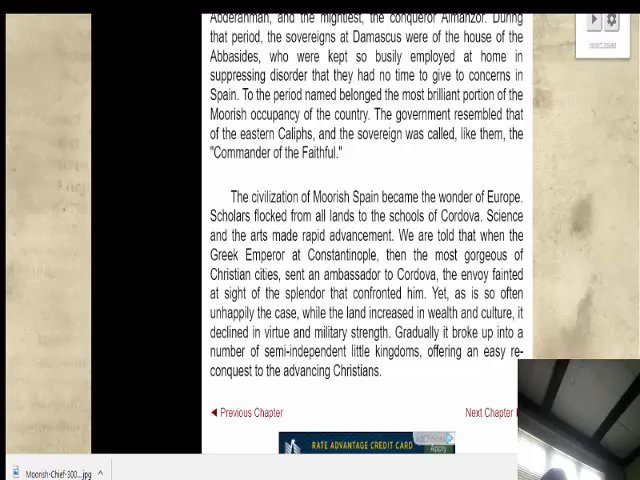 Abderahman, and the mightiest, the conqueror Almanzor. During
that period, the sovereigns at Damascus were of the house of the
Abbasides, who were kept so busily employed at home in
suppressing disorder that they had no time to give to concerns in
Spain. To the period named belonged the most brilliant portion of the
Moorish occupancy of the country. The government resembled that
of the eastern Caliphs, and the sovereign was called, like them, the
"Commander of the Faithful."
The civilization of Moorish Spain became the wonder of Europe.
Scholars flocked from all lands to the schools of Cordova. Science
and the arts made rapid advancement. We are told that when the
Greek Emperor at Constantinople, then the most gorgeous of
Christian cities, sent an ambassador to Cordova, the envoy fainted
at sight of the splendor that confronted him. Yet, as is so often
unhappily the case, while the land increased in wealth and culture, it
declined in virtue and military strength. Gradually it broke up into a
number of semi-independent little kingdoms, offering an easy re-
conquest to the advancing Christians.
Previous Chapter
Next Chapter
RATE ADVANTAGE CREDIT CARD
AdChoices
Apply
Moorish-Chief-300....jpg
report issues